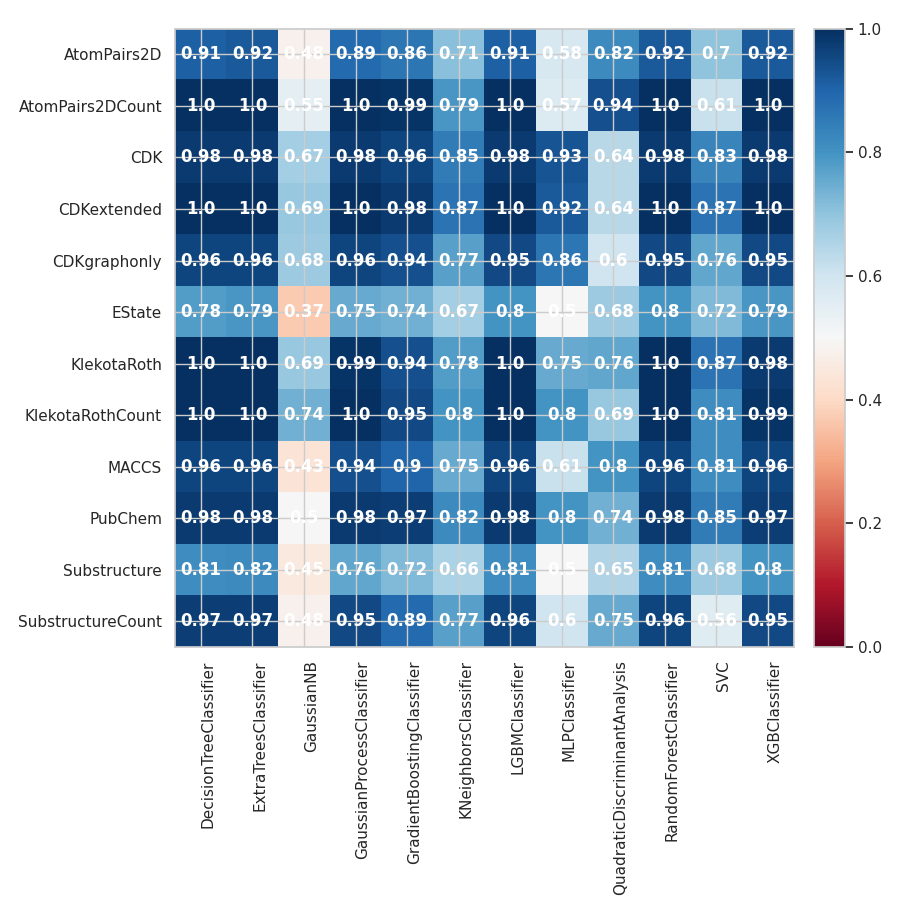 AtomPairs2D 0.91 0.92 0.48 0.89 0.86 0.71 0.91 0.58 0.82 0.92 0.7 0.92
AtomPairs2DCount 1.0 1.0 0.55 1.0 0.99 0.79 1.0 0.57 0.94 1.0 0.61 1.0
CDK 0.98 0.98 0.67 0.98 0.96 0.85 0.98 0.93 0.64 0.98 0.83 0.98
CDKextended 1.0 1.0 0.69 1.0 0.98 0.87 1.0 0.92 0.64 1.0 0.87 1.0
CDKgraphonly 0.96 0.96 0.68 0.96 0.94 0.77 0.95 0.86 0.6 0.95 0.76 0.95
EState 0.78 0.79 0.37 0.75 0.74 0.67 0.8 0.5 0.68 0.8 0.72 0.79
KlekotaRoth 1.0 1.0 0.69 0.99 0.94 0.78 1.0 0.75 0.76 1.0 0.87 0.98
KlekotaRothCount 1.0 1.0 0.74 1.0 0.95 0.8 1.0 0.8 0.69 1.0 0.81 0.99
MACCS 0.96 0.96 0.43 0.94 0.9 0.75 0.96 0.61 0.8 0.96 0.81 0.96
PubChem 0.98 0.98 0.5 0.98 0.97 0.82 0.98 0.8 0.74 0.98 0.85 0.97
Substructure 0.81 0.82 0.45 0.76 0.72 0.66 0.81 0.5 0.65 0.81 0.68 0.8
SubstructureCount 0.97 0.97 0.48 0.95 0.89 0.77 0.96 0.6 0.75 0.96 0.56 0.95
DecisionTreeClassifier
ExtraTreesClassifier
GaussianNB
GaussianProcessClassifier
GradientBoostingClassifier
KNeighborsClassifier
LGBMClassifier
MLPClassifier
QuadraticDiscriminantAnalysis
RandomForestClassifier
SVC
XGBClassifier
1.0
0.8
0.6
0.4
0.2
0.0